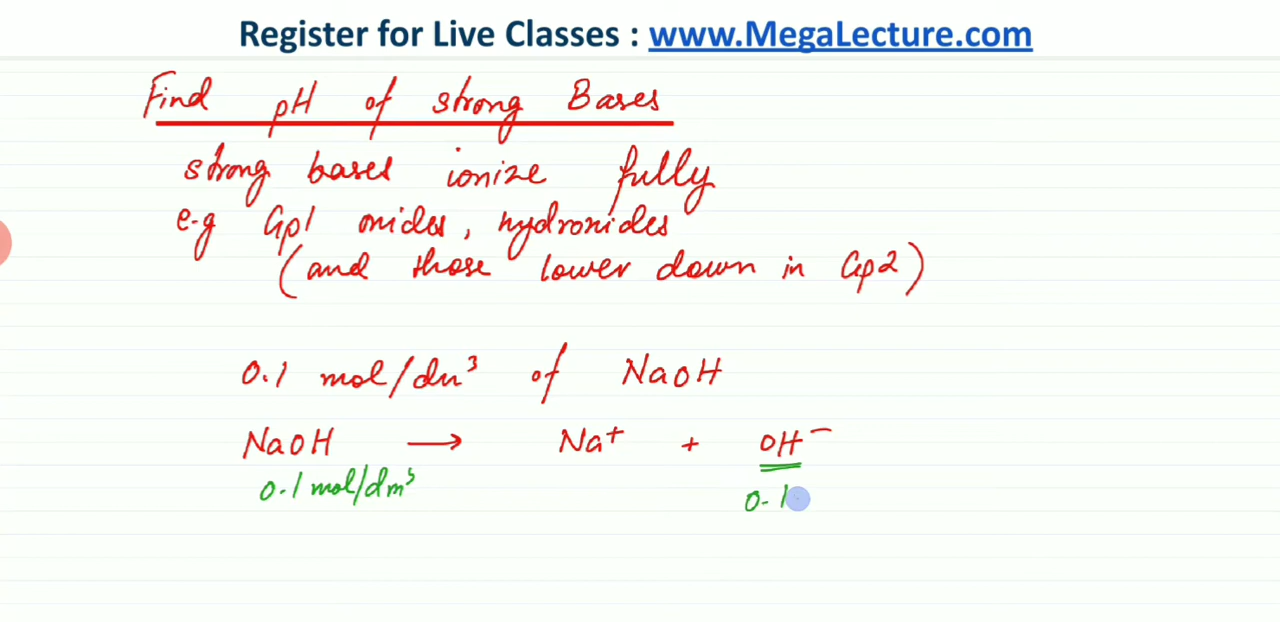 Register for Live Classes : www.MegaLecture.com
Find pH of strong Bases
strong bases ionize fully
e-g Gp1 oxides, hydroxides
(and those lower down in Gp2)
0.1 mol/dm³ of NaOH
NaOH → Na⁺ + OH⁻
0.1 mol/dm³ 0.1